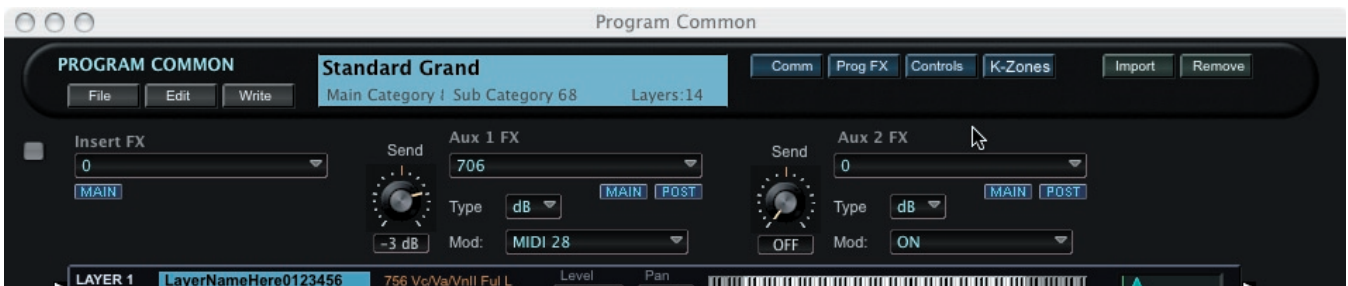 Program Common
PROGRAM COMMON
File Edit Write
Standard Grand
Main Category Sub Category 68 Layers:14
Comm Prog FX Controls K-Zones Import Remove
Insert FX
0
MAIN
Send
-3 dB
Aux 1 FX
706
MAIN POST
Type dB
Mod: MIDI 28
Send
OFF
Aux 2 FX
0
MAIN POST
Type dB
Mod: ON
LAYER 1 LayerNameHere0123456 756 Vc/Va/Vnll Ful L Level Pan